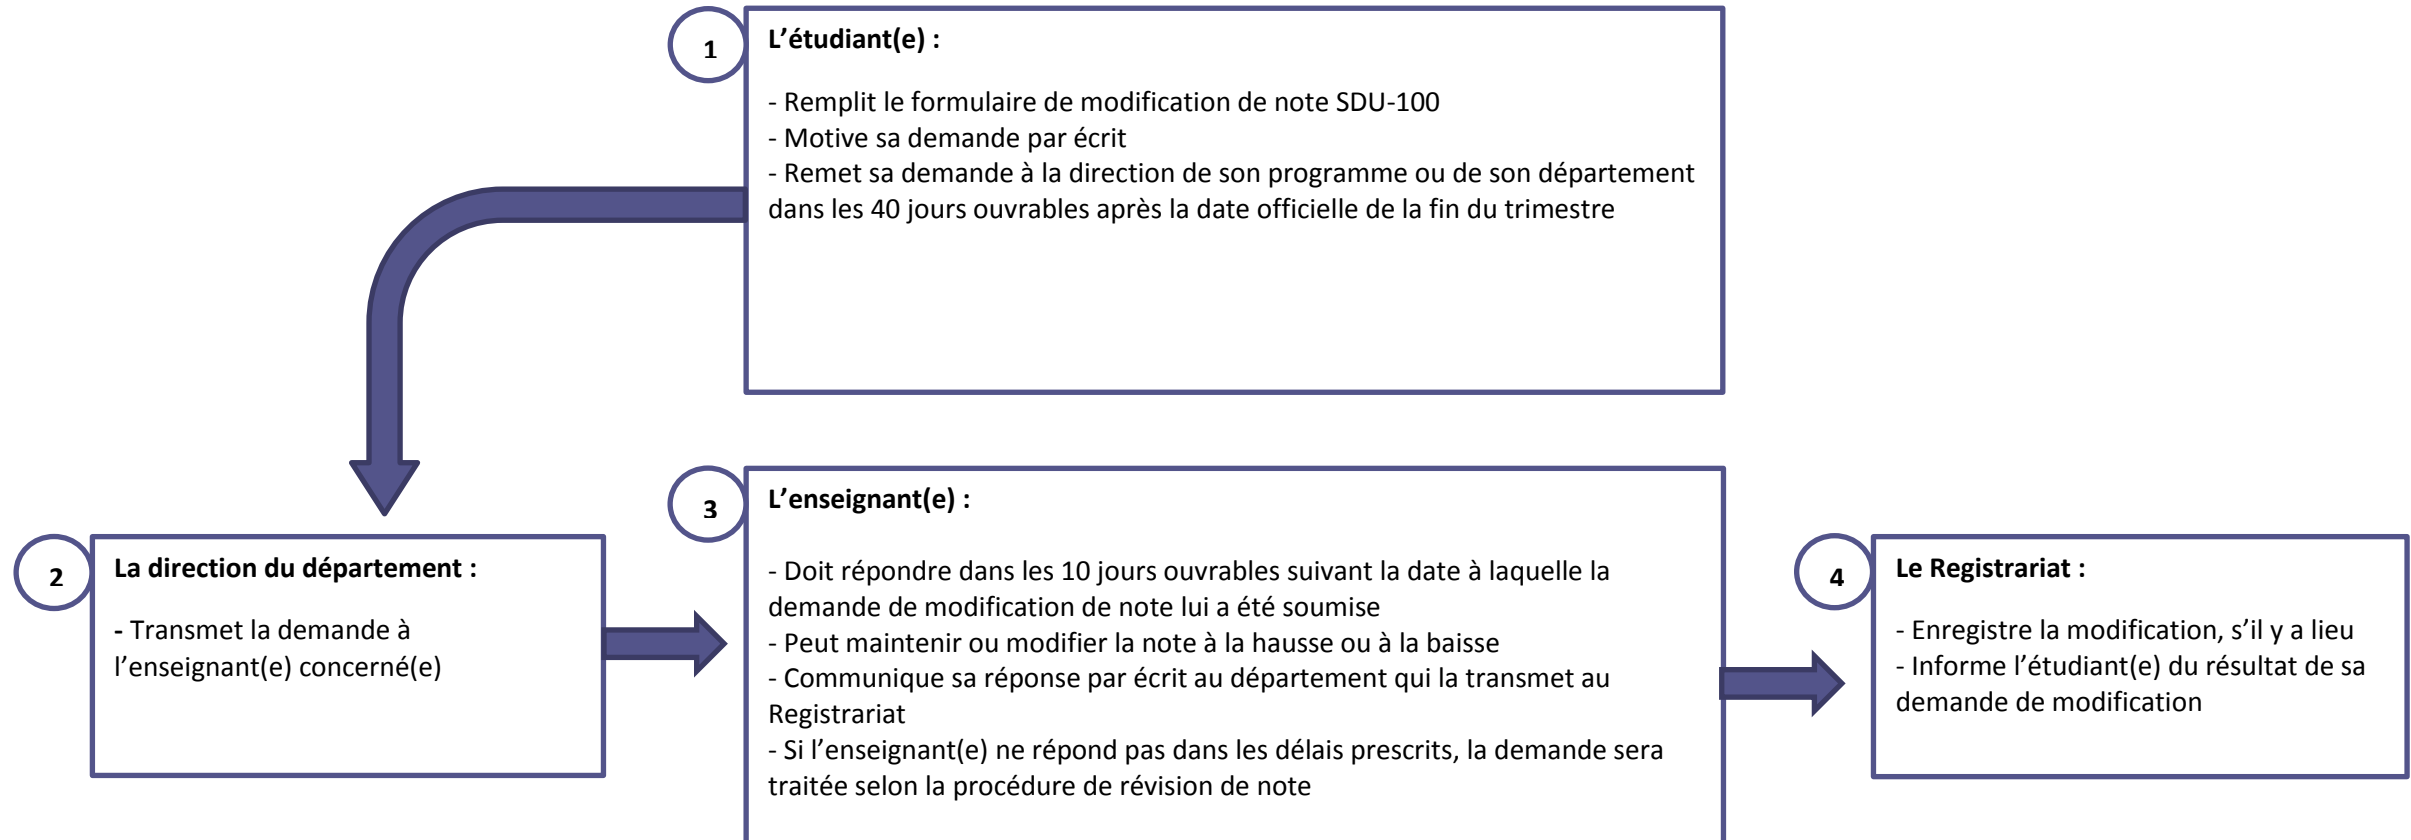 1
L’étudiant(e) :
- Remplit le formulaire de modification de note SDU-100
- Motive sa demande par écrit
- Remet sa demande à la direction de son programme ou de son département
dans les 40 jours ouvrables après la date officielle de la fin du trimestre
2
La direction du département :
- Transmet la demande à
l’enseignant(e) concerné(e)
3
L’enseignant(e) :
- Doit répondre dans les 10 jours ouvrables suivant la date à laquelle la
demande de modification de note lui a été soumise
- Peut maintenir ou modifier la note à la hausse ou à la baisse
- Communique sa réponse par écrit au département qui la transmet au
Registrariat
- Si l’enseignant(e) ne répond pas dans les délais prescrits, la demande sera
traitée selon la procédure de révision de note
4
Le Registrariat :
- Enregistre la modification, s’il y a lieu
- Informe l’étudiant(e) du résultat de sa
demande de modification